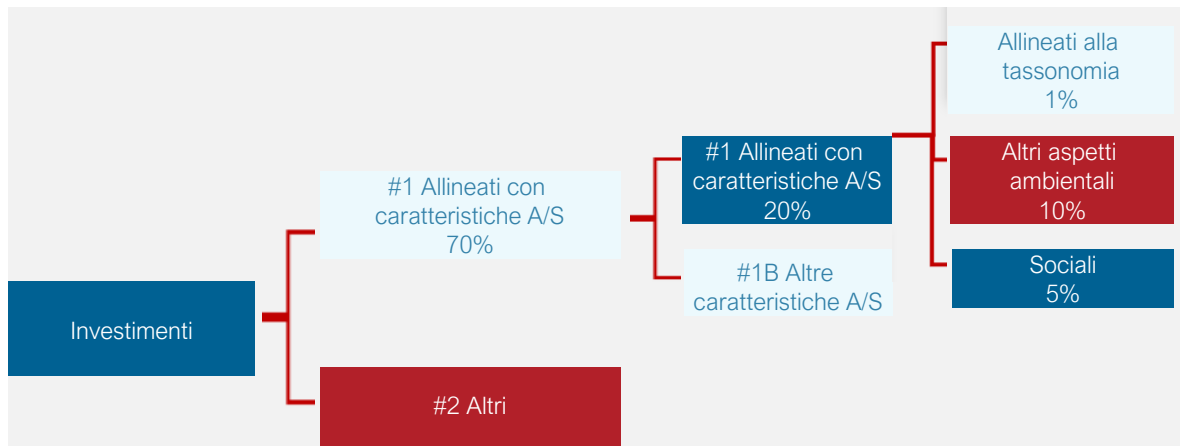 Investimenti
#1 Allineati con
caratteristiche A/S
70%
#2 Altri
#1 Allineati con
caratteristiche A/S
20%
#1B Altre
caratteristiche A/S
Allineati alla
tassonomia
1%
Altri aspetti
ambientali
10%
Sociali
5%